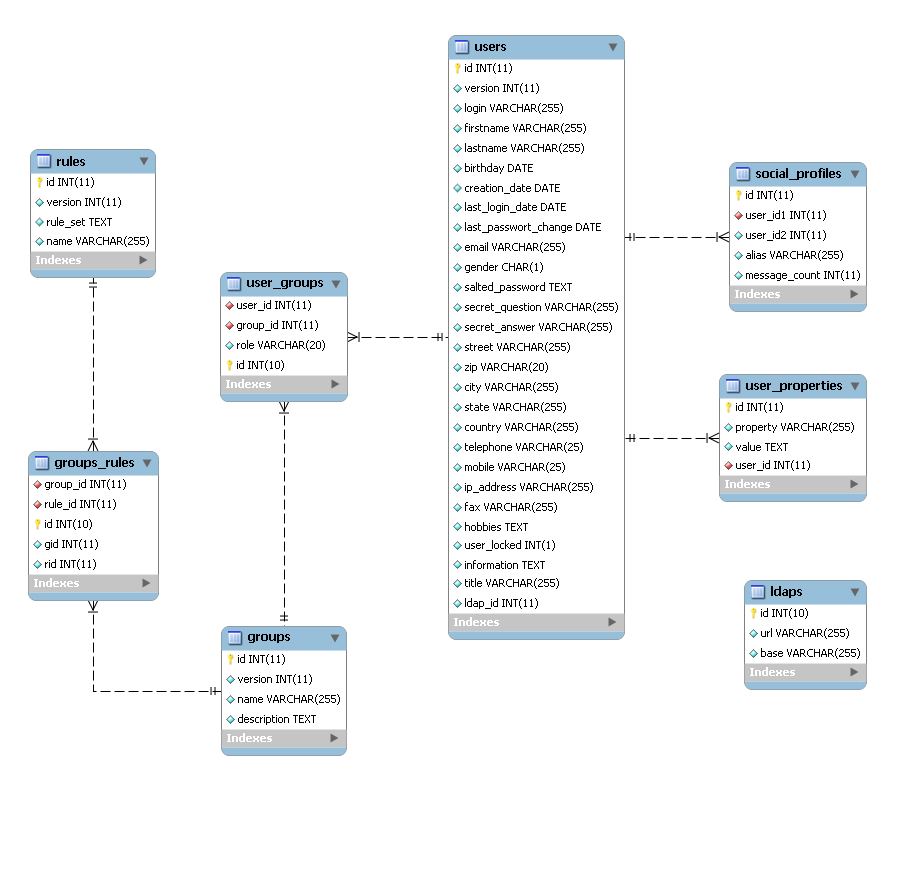 users
id INT(11)
version INT(11)
login VARCHAR(255)
firstname VARCHAR(255)
lastname VARCHAR(255)
birthday DATE
creation_date DATE
last_login_date DATE
last_passwort_change DATE
email VARCHAR(255)
gender CHAR(1)
salted_password TEXT
secret_question VARCHAR(255)
secret_answer VARCHAR(255)
street VARCHAR(255)
zip VARCHAR(20)
city VARCHAR(255)
state VARCHAR(255)
country VARCHAR(255)
telephone VARCHAR(25)
mobile VARCHAR(25)
ip_address VARCHAR(255)
fax VARCHAR(255)
hobbies TEXT
user_locked INT(1)
information TEXT
title VARCHAR(255)
ldap_id INT(11)
Indexes
rules
id INT(11)
version INT(11)
rule_set TEXT
name VARCHAR(255)
Indexes
social_profiles
id INT(11)
user_id1 INT(11)
user_id2 INT(11)
alias VARCHAR(255)
message_count INT(11)
Indexes
user_groups
user_id INT(11)
group_id INT(11)
role VARCHAR(20)
id INT(10)
Indexes
user_properties
id INT(11)
property VARCHAR(255)
value TEXT
user_id INT(11)
Indexes
groups_rules
group_id INT(11)
rule_id INT(11)
id INT(10)
gid INT(11)
rid INT(11)
Indexes
ldaps
id INT(10)
url VARCHAR(255)
base VARCHAR(255)
Indexes
groups
id INT(11)
version INT(11)
name VARCHAR(255)
description TEXT
Indexes